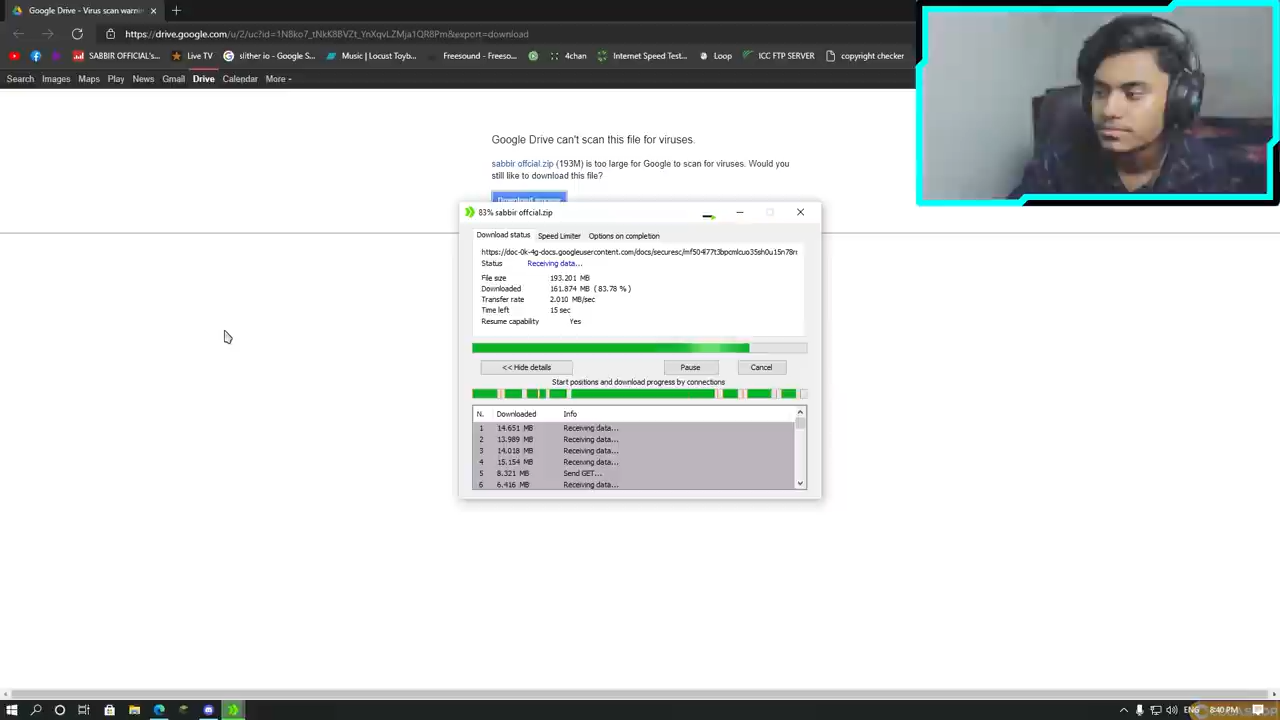 Google Drive - Virus scan warn
https://drive.google.com/u/2/uc?id=1N8ko7_tNkK8BVZt_YnXqvLZMja1QR8Pm&export=download
SABBIR OFFICIAL's... Live TV slither io - Google S... Music | Locust Toyb... Freesound - Freeso... 4chan Internet Speed Test... Loop ICC FTP SERVER copyright checker
Search Images Maps Play News Gmail Drive Calendar More
Google Drive can't scan this file for viruses.
sabbir offcial.zip (193M) is too large for Google to scan for viruses. Would you
still like to download this file?
Download anyway
83% sabbir offcial.zip
Download status Speed Limiter Options on completion
Status Receiving data...
File size 193.201 MB
Downloaded 161.874 MB ( 83.78 % )
Transfer rate 2.010 MB/sec
Time left 15 sec
Resume capability Yes
<< Hide details Pause Cancel
Start positions and download progress by connections
N. Downloaded Info
1 14.651 MB Receiving data...
2 13.989 MB Receiving data...
3 14.018 MB Receiving data...
4 15.154 MB Receiving data...
5 8.321 MB Send GET...
6 6.416 MB Receiving data...
ENG 8:40 PM